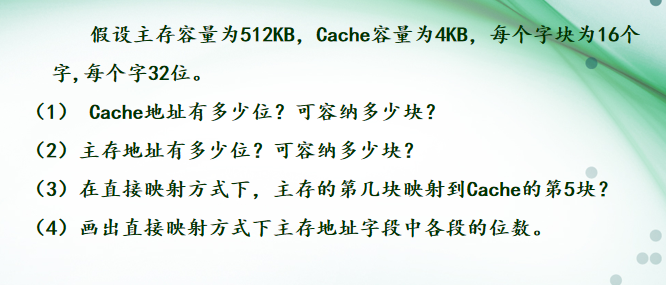 假设主存容量为512KB，Cache容量为4KB，每个字块为16个
字,每个字32位。
（1） Cache地址有多少位？可容纳多少块？
（2）主存地址有多少位？可容纳多少块？
（3）在直接映射方式下，主存的第几块映射到Cache的第5块？
（4）画出直接映射方式下主存地址字段中各段的位数。